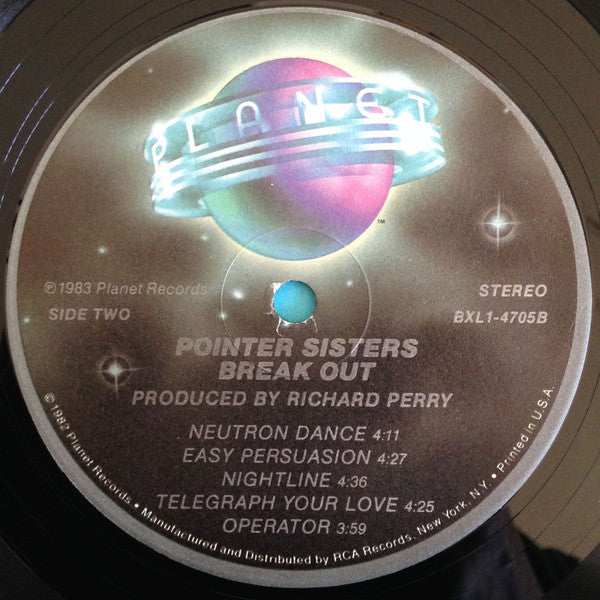 PLANET
™
℗1983 Planet Records
SIDE TWO
STEREO
BXL1-4705B
POINTER SISTERS
BREAK OUT
PRODUCED BY RICHARD PERRY
NEUTRON DANCE 4:11
EASY PERSUASION 4:27
NIGHTLINE 4:36
TELEGRAPH YOUR LOVE 4:25
OPERATOR 3:59
©1982 Planet Records • Manufactured and Distributed by RCA Records, New York, N.Y. • Printed in U.S.A.